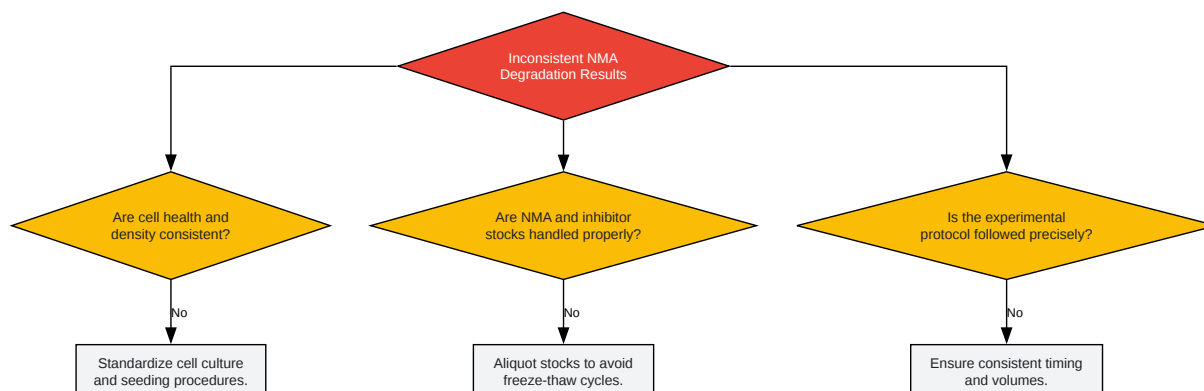 Inconsistent NMA
Degradation Results
Are cell health and
density consistent?
Are NMA and inhibitor
stocks handled properly?
Is the experimental
protocol followed precisely?
No
No
No
Standardize cell culture
and seeding procedures.
Aliquot stocks to avoid
freeze-thaw cycles.
Ensure consistent timing
and volumes.